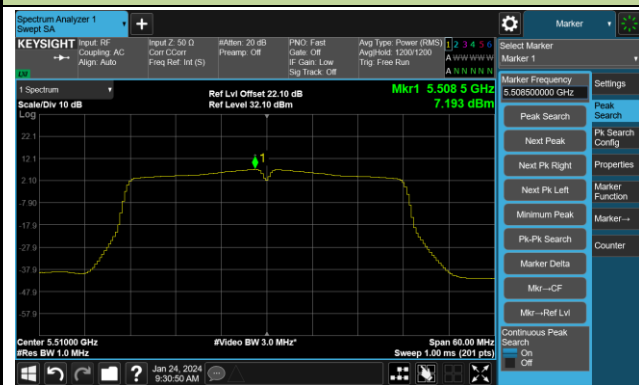 Spectrum Analyzer 1
Swept SA
Marker
KEYSIGHT
Input: RF
Coupling: AC
Align: Auto
Input Z: 50 Ω
Corr CCorr
Freq Ref: Int (S)
#Atten: 20 dB
Preamp: Off
PNO: Fast
Gate: Off
IF Gain: Low
Sig Track: Off
Avg Type: Power (RMS)
Avg|Hold: 1200/1200
Trig: Free Run
1 2 3 4 5 6
A W W W W W
A N N N N N
Select Marker
Marker 1
1 Spectrum
Scale/Div 10 dB
Log
Ref Lvl Offset 22.10 dB
Ref Level 32.10 dBm
Mkr1 5.508 5 GHz
7.193 dBm
22.1
12.1
2.10
-7.90
-17.9
-27.9
-37.9
-47.9
-57.9
1
Center 5.51000 GHz
#Res BW 1.0 MHz
#Video BW 3.0 MHz*
Span 60.00 MHz
Sweep 1.00 ms (201 pts)
Marker Frequency
5.508500000 GHz
Peak Search
Next Peak
Next Pk Right
Next Pk Left
Minimum Peak
Pk-Pk Search
Marker Delta
Mkr→CF
Mkr→Ref Lvl
Continuous Peak
Search
On
Off
Settings
Peak
Search
Pk Search
Config
Properties
Marker
Function
Marker→
Counter
Jan 24, 2024
9:30:50 AM